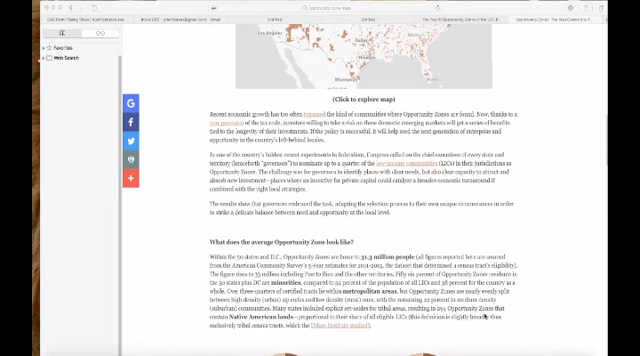 community zone map
Favorites
Web Search
Los Angeles
Dallas
Houston
Monterrey
MEXICO
(Click to explore map)
Recent economic growth has too often bypassed the kind of communities where Opportunity Zones are found. Now, thanks to a
new provision of the tax code, investors willing to take a risk on these domestic emerging markets will get a series of benefits
tied to the longevity of their investments. If the policy is successful, it will help seed the next generation of enterprise and
opportunity in the country's left-behind locales.
In one of the country's boldest recent experiments in federalism, Congress called on the chief executives of every state and
territory (henceforth "governors") to nominate up to a quarter of the low-income communities (LICs) in their jurisdictions as
Opportunity Zones. The challenge was for governors to identify places with clear needs, but also clear capacity to attract and
absorb new investment—places where an incentive for private capital could catalyze a broader economic turnaround if
combined with the right local strategies.
The results show that governors embraced the task, adapting the selection process to their own unique circumstances in order
to strike a delicate balance between need and opportunity at the local level.
What does the average Opportunity Zone look like?
Within the 50 states and D.C., Opportunity Zones are home to 31.3 million people (all figures reported here are sourced
from the American Community Survey's 5-year estimates for 2011-2015, the dataset that determined a census tract's eligibility).
The figure rises to 35 million including Puerto Rico and the other territories. Fifty six percent of Opportunity Zones residents in
the 50 states plus DC are minorities, compared to 52 percent of the population of all LICs and 38 percent for the country as a
whole. Over three-quarters of certified tracts lie within metropolitan areas, but Opportunity Zones are nearly evenly split
between high density (urban) zip codes and low density (rural) ones, with the remaining 22 percent in medium density
(suburban) communities. Many states included explicit set-asides for tribal areas, resulting in 291 Opportunity Zones that
contain Native American lands—proportional to their share of all eligible LICs (this definition is slightly broader than
exclusively tribal census tracts, which the Urban Institute studied).